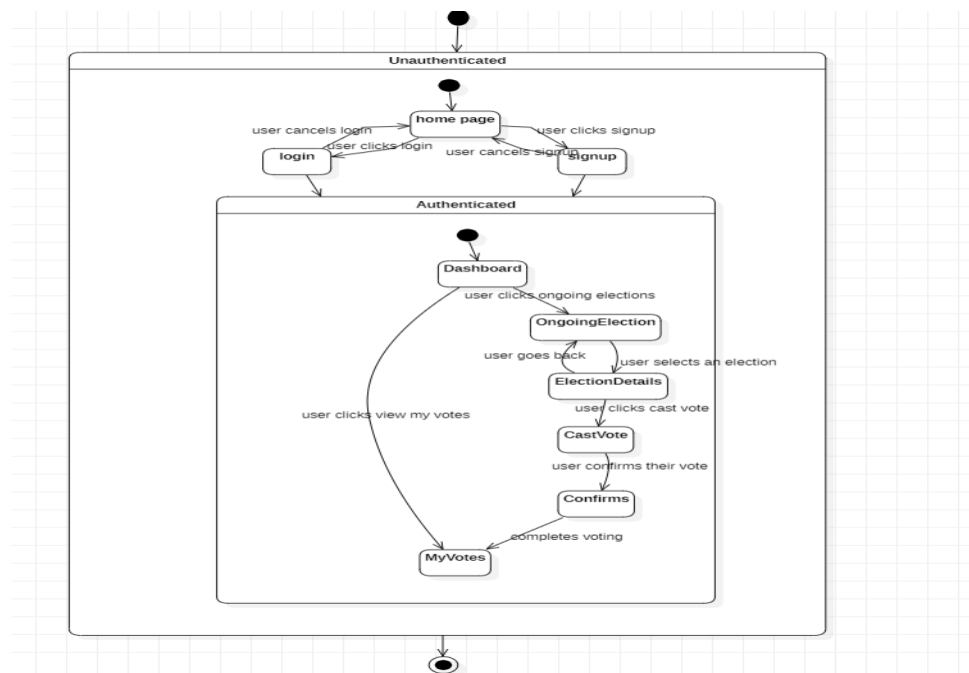 Unauthenticated
home page
user cancels login
user clicks signup
user clicks login
user cancels signup
login
signup
Authenticated
Dashboard
user clicks ongoing elections
OngoingElection
user goes back
user selects an election
ElectionDetails
user clicks cast vote
user clicks view my votes
CastVote
user confirms their vote
Confirms
completes voting
MyVotes